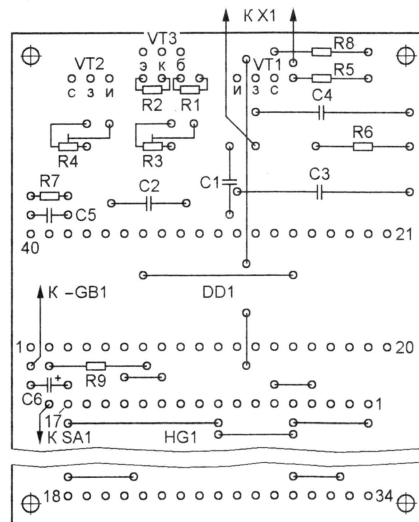 К X1
VT3
R8
VT2
VT1
э к б
R5
с з и
и з с
R2
R1
C4
R4
R3
R6
R7
C2
C1
C3
C5
40
21
К –GB1
DD1
1
20
R9
C6
+
17
1
К SA1
HG1
18
34